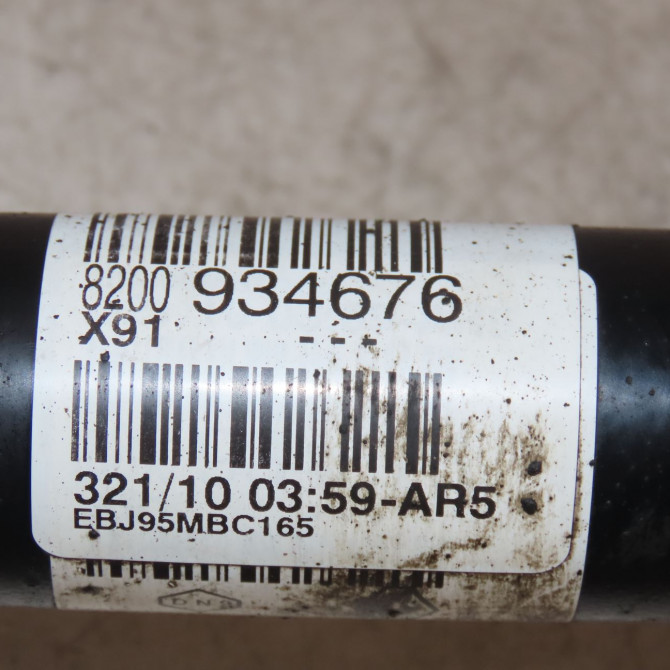 8200 934676
X91 ---
321/10 03:59-AR5
EBJ95MBC165